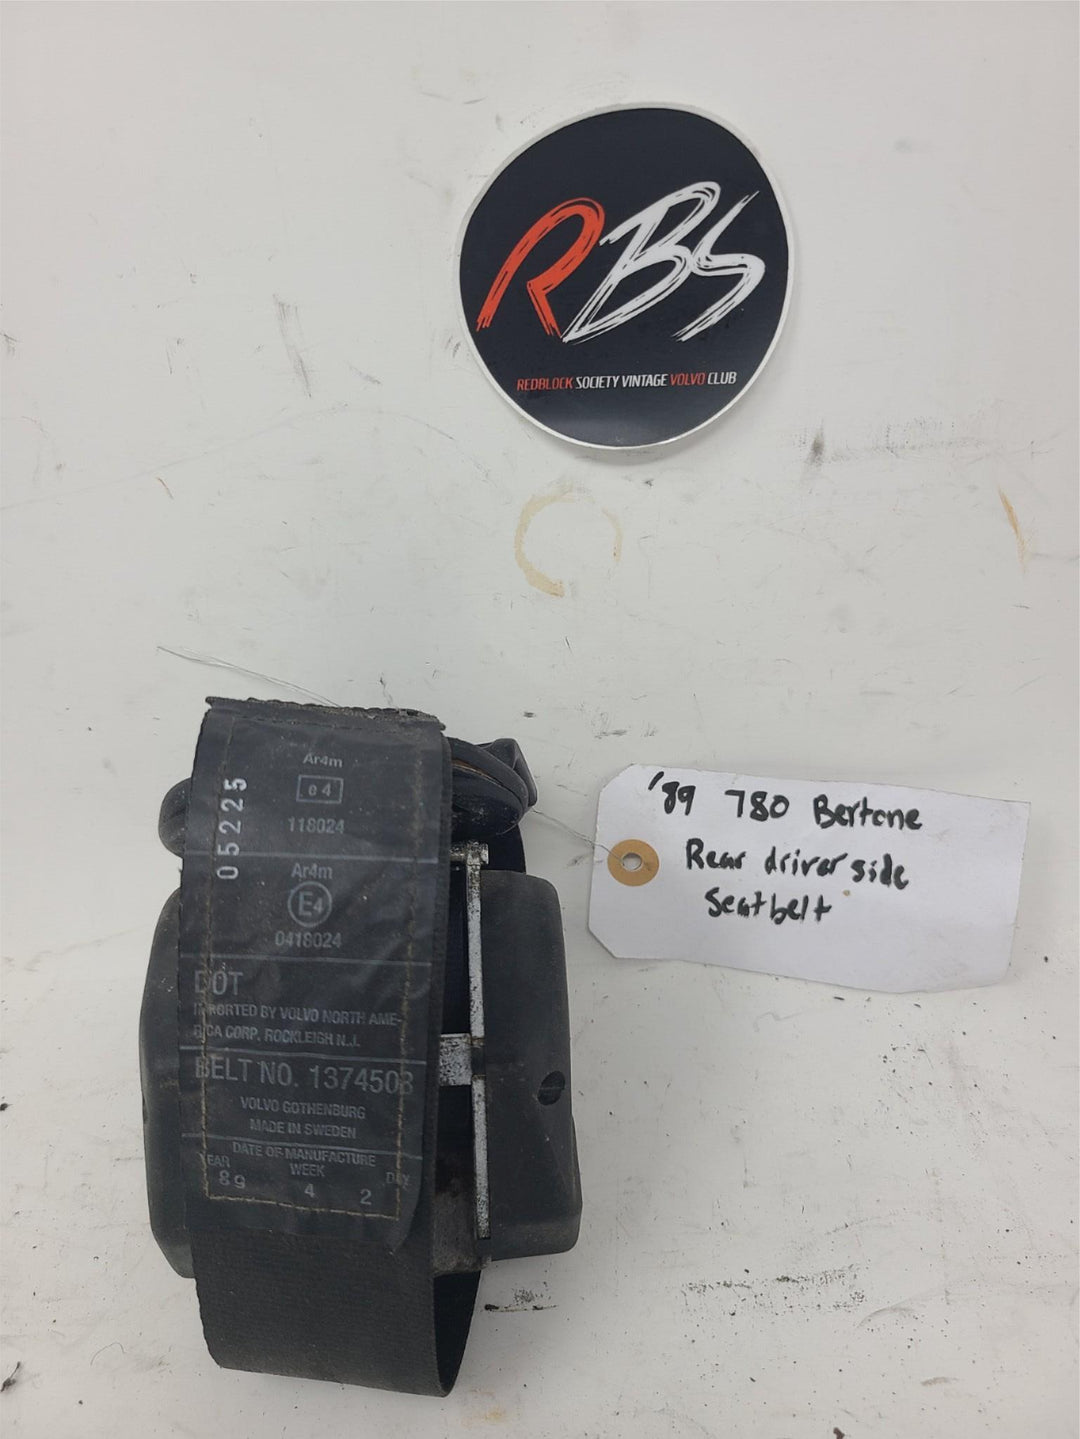 RBS
REDBLOCK SOCIETY VINTAGE VOLVO CLUB
'89 780 Bertone
Rear driver side
Seatbelt
05225
Ar4m
e4
118024
Ar4m
E4
0418024
DOT
IMPORTED BY VOLVO NORTH AME-
RICA CORP. ROCKLEIGH N.J.
BELT NO. 1374503
VOLVO GOTHENBURG
MADE IN SWEDEN
DATE OF MANUFACTURE
YEAR WEEK DAY
89 4 2